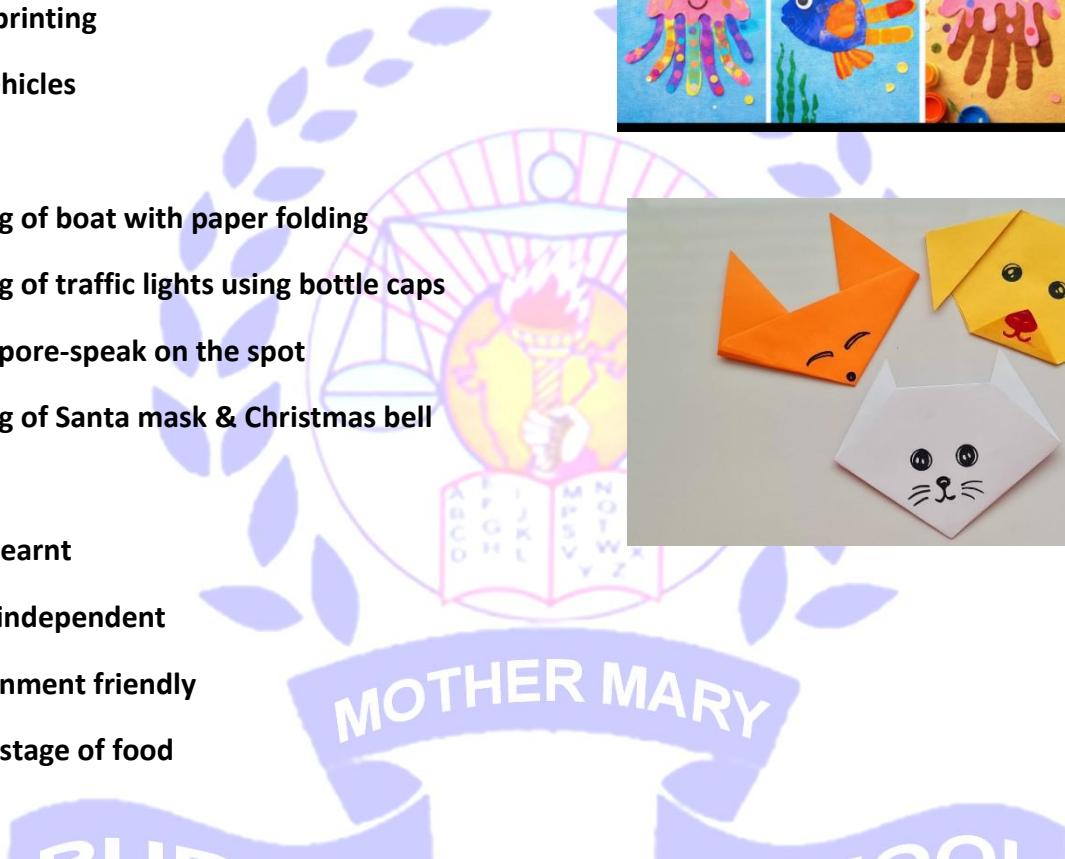 printing
hicles
g of boat with paper folding
g of traffic lights using bottle caps
pore-speak on the spot
g of Santa mask & Christmas bell
earnt
independent
nment friendly
stage of food
A E I M N
B F J P Q
C G K S T
D H L V W X
Y Z
MOTHER MARY